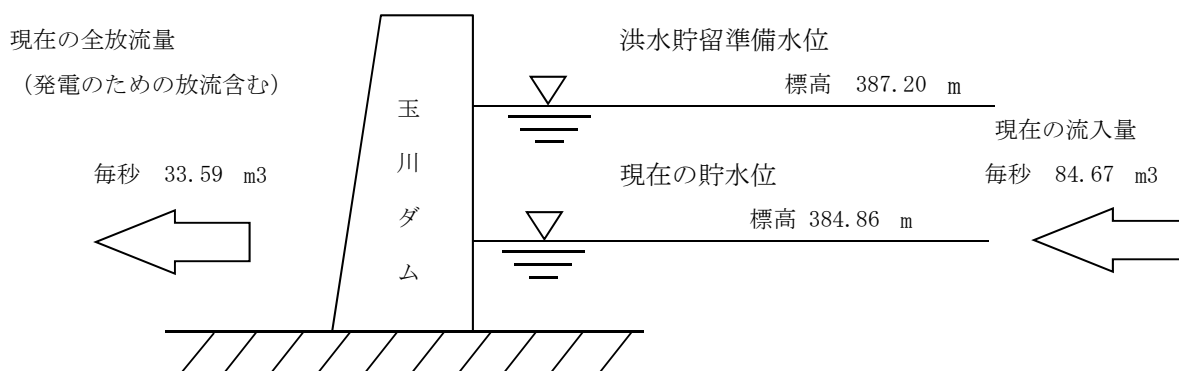 現在の全放流量
（発電のための放流含む）
毎秒　33.59　m3
玉川ダム
洪水貯留準備水位
標高　387.20　m
現在の貯水位
標高 384.86　m
現在の流入量
毎秒　84.67　m3